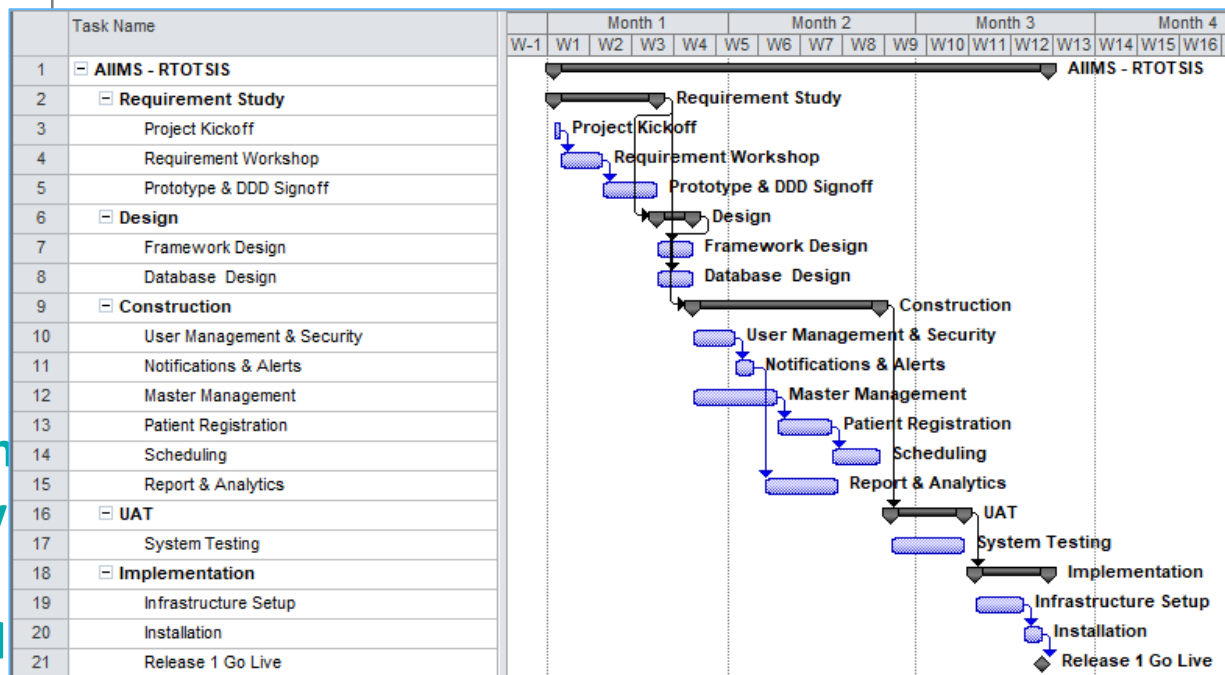 Task Name
Month 1 Month 2 Month 3 Month 4
W-1 W1 W2 W3 W4 W5 W6 W7 W8 W9 W10 W11 W12 W13 W14 W15 W16
1 AIIMS - RTOTSIS AIIMS - RTOTSIS
2 Requirement Study Requirement Study
3 Project Kickoff Project Kickoff
4 Requirement Workshop Requirement Workshop
5 Prototype & DDD Signoff Prototype & DDD Signoff
6 Design Design
7 Framework Design Framework Design
8 Database Design Database Design
9 Construction Construction
10 User Management & Security User Management & Security
11 Notifications & Alerts Notifications & Alerts
12 Master Management Master Management
13 Patient Registration Patient Registration
14 Scheduling Scheduling
15 Report & Analytics Report & Analytics
16 UAT UAT
17 System Testing System Testing
18 Implementation Implementation
19 Infrastructure Setup Infrastructure Setup
20 Installation Installation
21 Release 1 Go Live Release 1 Go Live